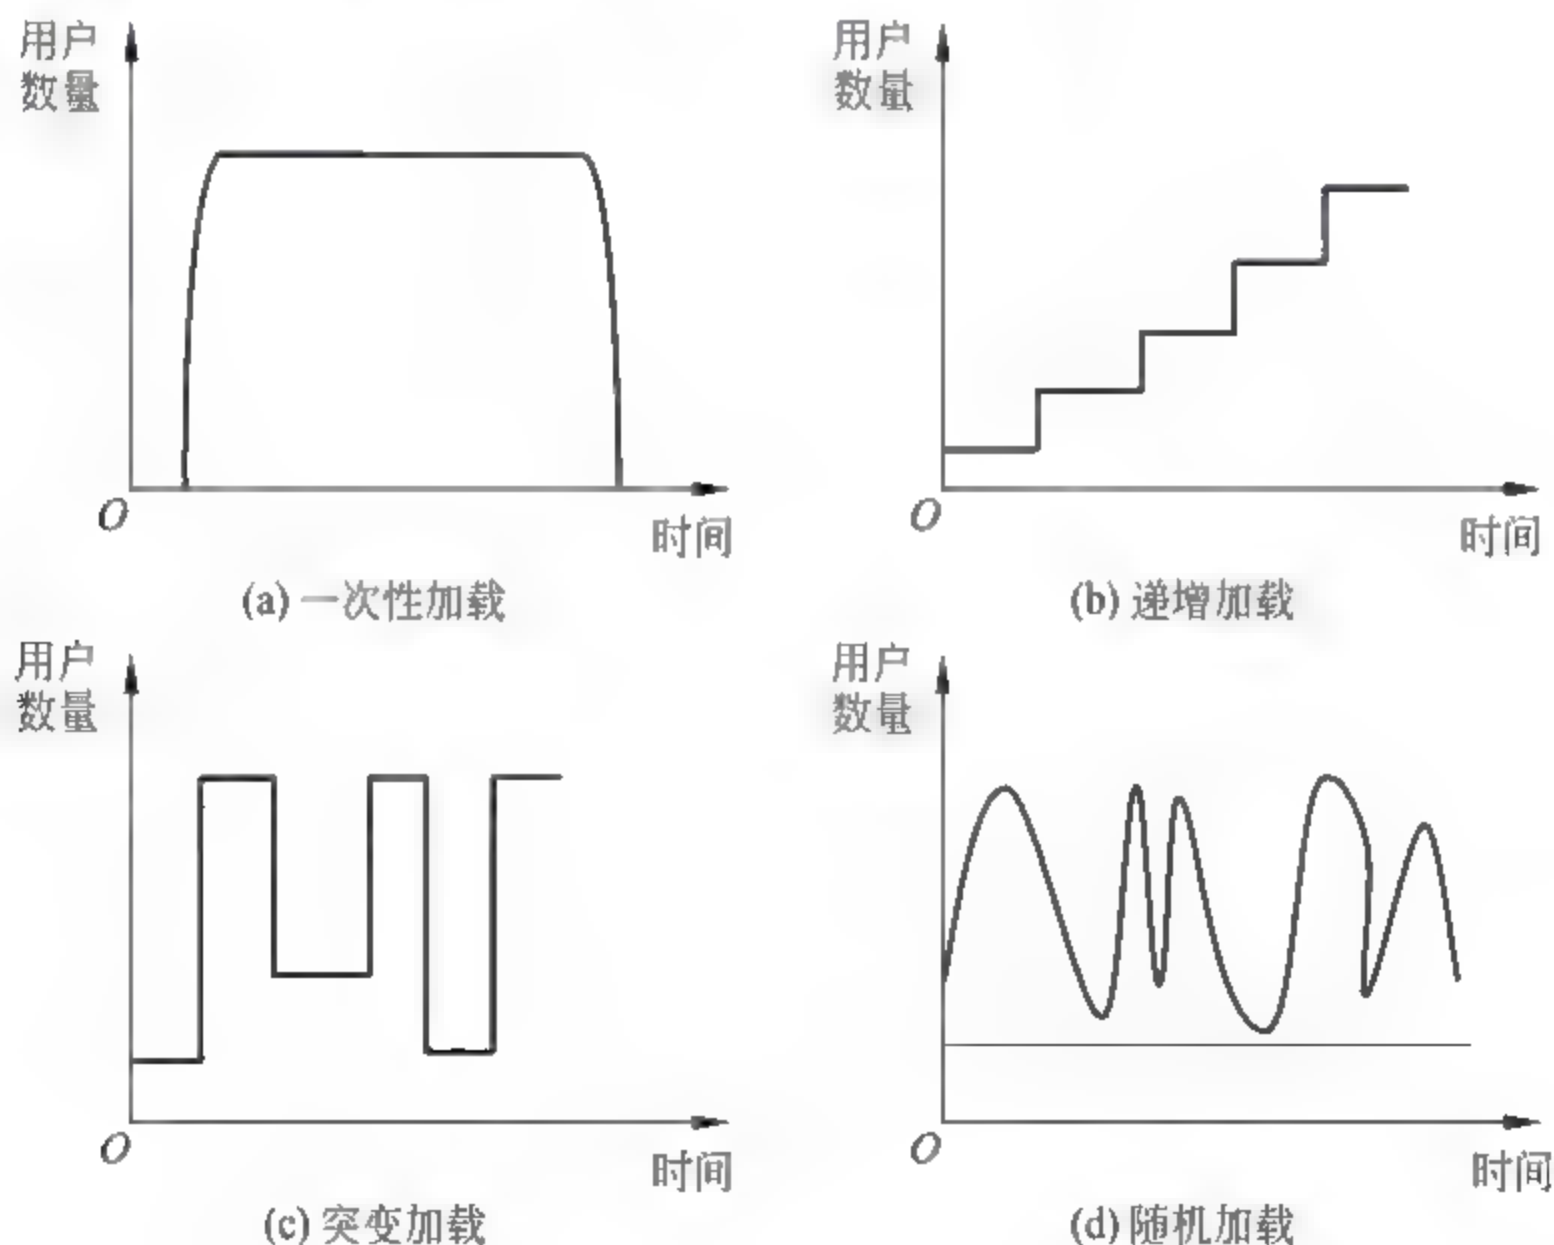 用户
数量
O
时间
(a) 一次性加载
用户
数量
O
时间
(b) 递增加载
用户
数量
O
时间
(c) 突变加载
用户
数量
O
时间
(d) 随机加载